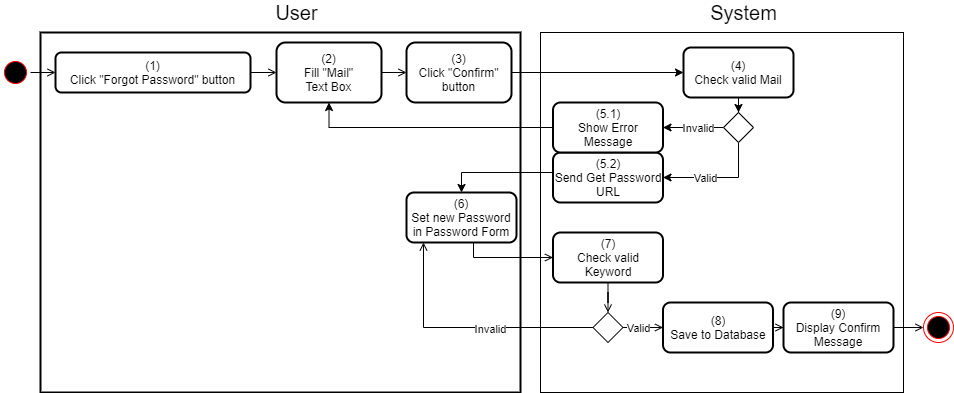 User
System
(1)
Click "Forgot Password" button
(2)
Fill "Mail"
Text Box
(3)
Click "Confirm"
button
(4)
Check valid Mail
(5.1)
Show Error
Message
Invalid
(5.2)
Send Get Password
URL
Valid
(6)
Set new Password
in Password Form
(7)
Check valid
Keyword
Invalid
Valid
(8)
Save to Database
(9)
Display Confirm
Message